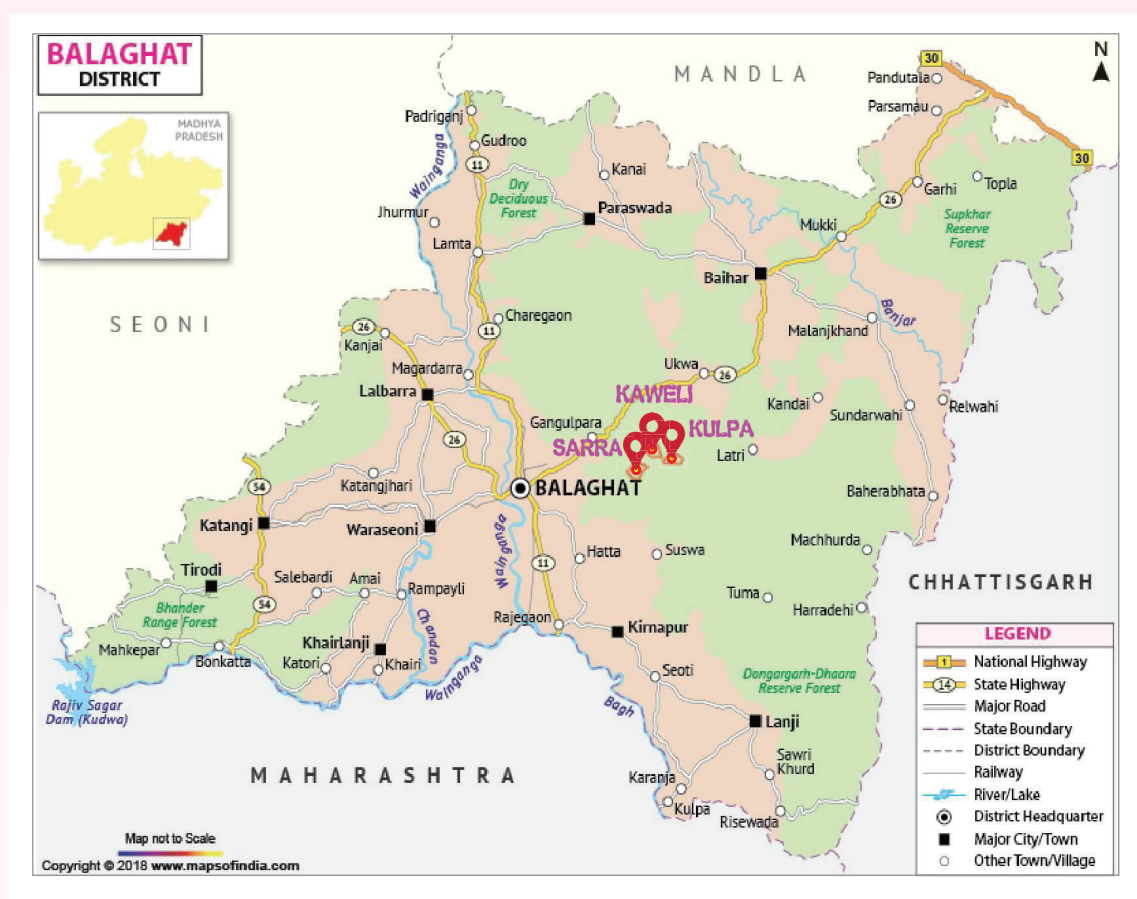 BALAGHAT
DISTRICT
MADHYA
PRADESH
MANDLA
N
30
Pandutala
Parsamau
30
Padriganj
Gudroo
11
Wainganga
Dry
Deciduous
Forest
Kanai
Paraswada
Jhurmur
Lamta
Garhi
Topla
26
Supkhar
Reserve
Forest
Mukki
Baihar
SEONI
Charegaon
11
26
Kanjai
Banjar
Malanjkhand
Magardarra
Ukwa
26
Lalbarra
KAWELI
Kandai
Sundarwahi
Relwahi
Gangulpara
KULPA
SARRA
26
Latri
Katangjhari
54
BALAGHAT
Baherabhata
Katangi
Waraseoni
Wainganga
Hatta
Suswa
Machhurda
11
Tirodi
Salebardi
Amai
Rampayli
CHHATTISGARH
54
Tuma
Harradehi
Bhander
Range Forest
Chandan
Rajegaon
Kirnapur
Mahkepar
Bonkatta
Khairlanji
Katori
Khairi
Wainganga
Seoti
Dongargarh-Dhaara
Reserve Forest
Bagh
Rajiv Sagar
Dam (Kudwa)
Lanji
MAHARASHTRA
Sawri
Khurd
Karanja
Kulpa
Risewada
LEGEND
1 National Highway
14 State Highway
Major Road
State Boundary
District Boundary
Railway
River/Lake
District Headquarter
Major City/Town
Other Town/Village
Map not to Scale
Copyright © 2018 www.mapsofindia.com